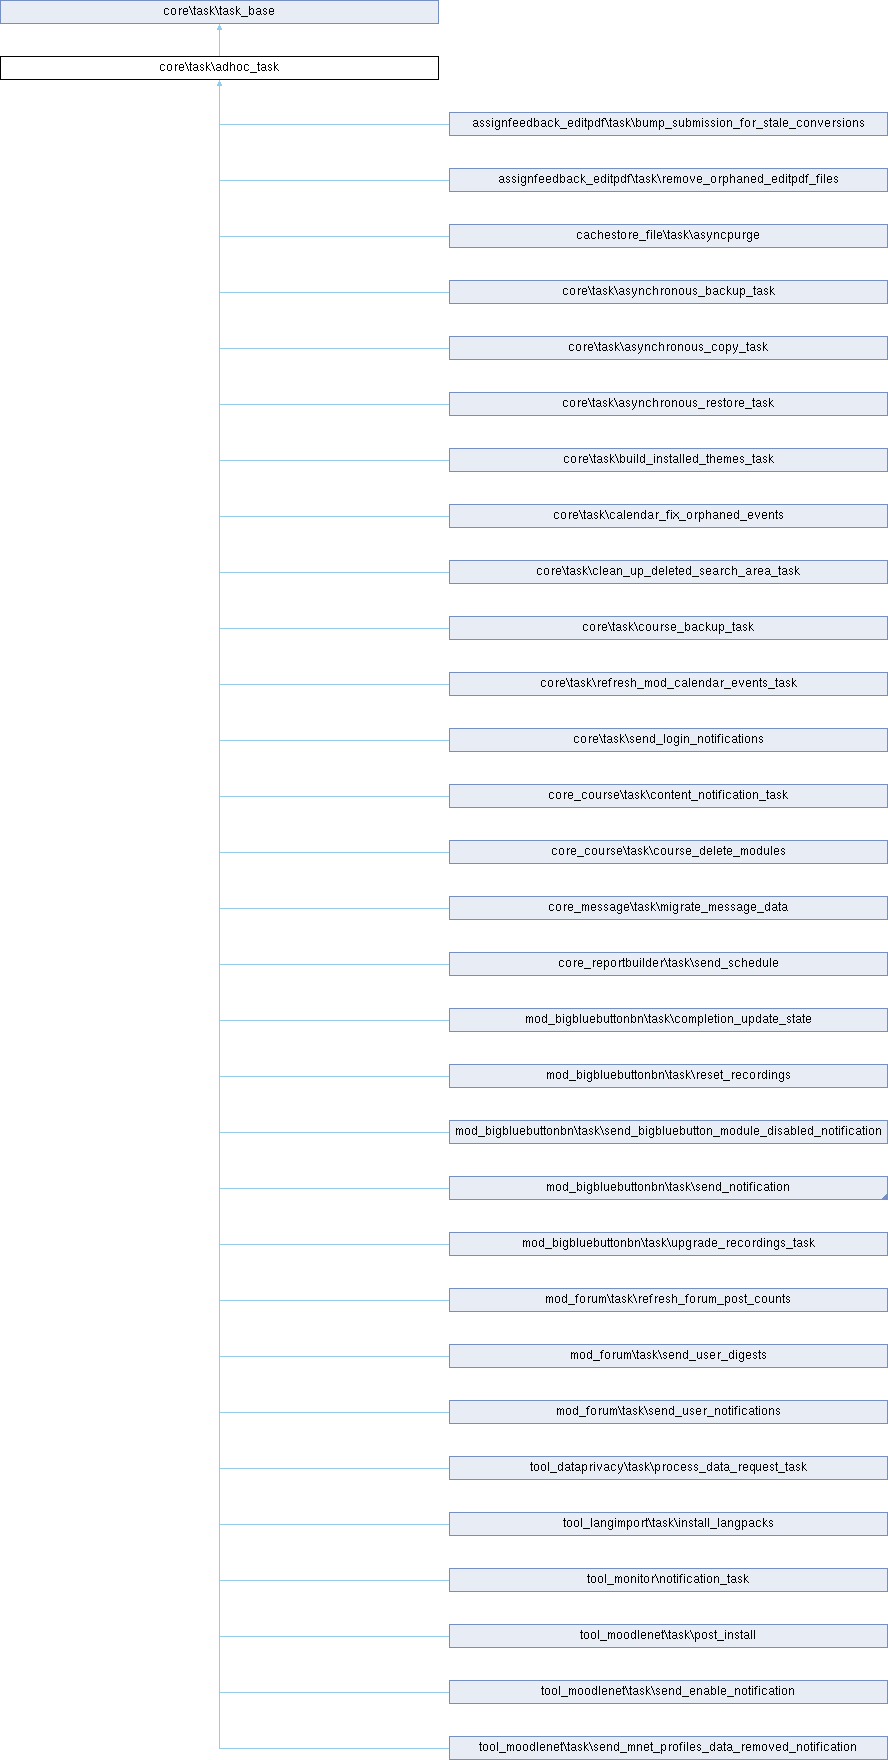 core\task\task_base
core\task\adhoc_task
assignfeedback_editpdf\task\bump_submission_for_stale_conversions
assignfeedback_editpdf\task\remove_orphaned_editpdf_files
cachestore_file\task\asyncpurge
core\task\asynchronous_backup_task
core\task\asynchronous_copy_task
core\task\asynchronous_restore_task
core\task\build_installed_themes_task
core\task\calendar_fix_orphaned_events
core\task\clean_up_deleted_search_area_task
core\task\course_backup_task
core\task\refresh_mod_calendar_events_task
core\task\send_login_notifications
core_course\task\content_notification_task
core_course\task\course_delete_modules
core_message\task\migrate_message_data
core_reportbuilder\task\send_schedule
mod_bigbluebuttonbn\task\completion_update_state
mod_bigbluebuttonbn\task\reset_recordings
mod_bigbluebuttonbn\task\send_bigbluebutton_module_disabled_notification
mod_bigbluebuttonbn\task\send_notification
mod_bigbluebuttonbn\task\upgrade_recordings_task
mod_forum\task\refresh_forum_post_counts
mod_forum\task\send_user_digests
mod_forum\task\send_user_notifications
tool_dataprivacy\task\process_data_request_task
tool_langimport\task\install_langpacks
tool_monitor\notification_task
tool_moodlenet\task\post_install
tool_moodlenet\task\send_enable_notification
tool_moodlenet\task\send_mnet_profiles_data_removed_notification